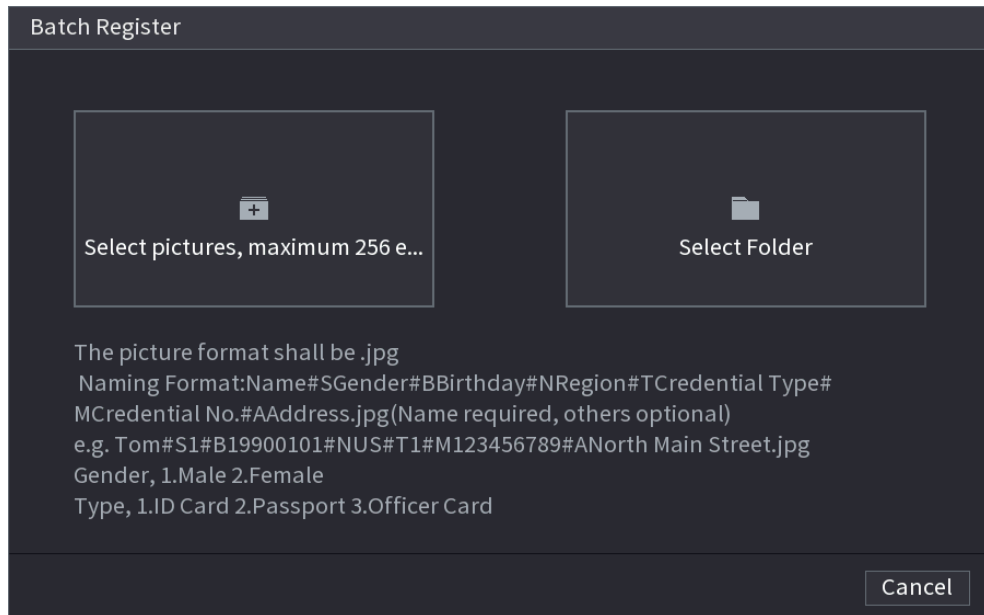 Batch Register
Select pictures, maximum 256 e...
Select Folder
The picture format shall be .jpg
Naming Format:Name#SGender#BBirthday#NRegion#TCredential Type#
MCredential No.#AAddress.jpg(Name required, others optional)
e.g. Tom#S1#B19900101#NUS#T1#M123456789#ANorth Main Street.jpg
Gender, 1.Male 2.Female
Type, 1.ID Card 2.Passport 3.Officer Card
Cancel